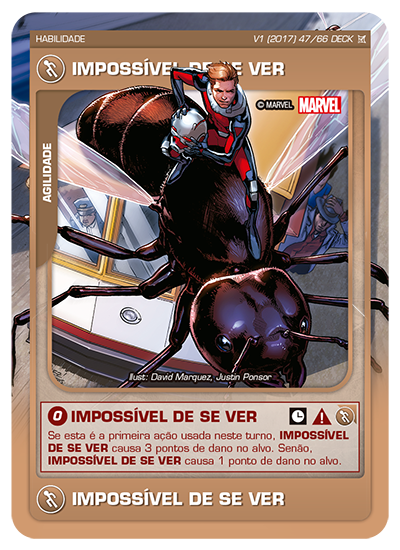 HABILIDADE V1 (2017) 47/66 DECK
IMPOSSÍVEL DE SE VER
© MARVEL MARVEL
AGILIDADE
Illust: David Marquez, Justin Ponsor
0 IMPOSSÍVEL DE SE VER
Se esta é a primeira ação usada neste turno, IMPOSSÍVEL
DE SE VER causa 3 pontos de dano no alvo. Senão,
IMPOSSÍVEL DE SE VER causa 1 ponto de dano no alvo.
IMPOSSÍVEL DE SE VER